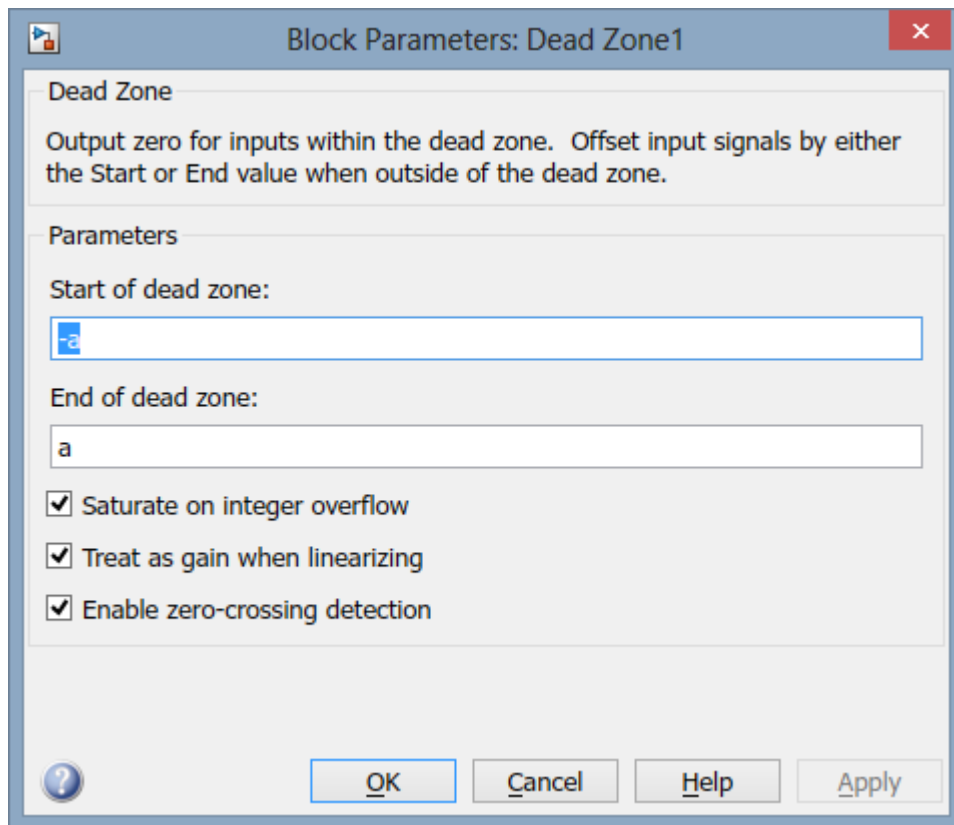 Block Parameters: Dead Zone1
Dead Zone
Output zero for inputs within the dead zone.  Offset input signals by either
the Start or End value when outside of the dead zone.
Parameters
Start of dead zone:
-a
End of dead zone:
a
Saturate on integer overflow
Treat as gain when linearizing
Enable zero-crossing detection
OK Cancel Help Apply